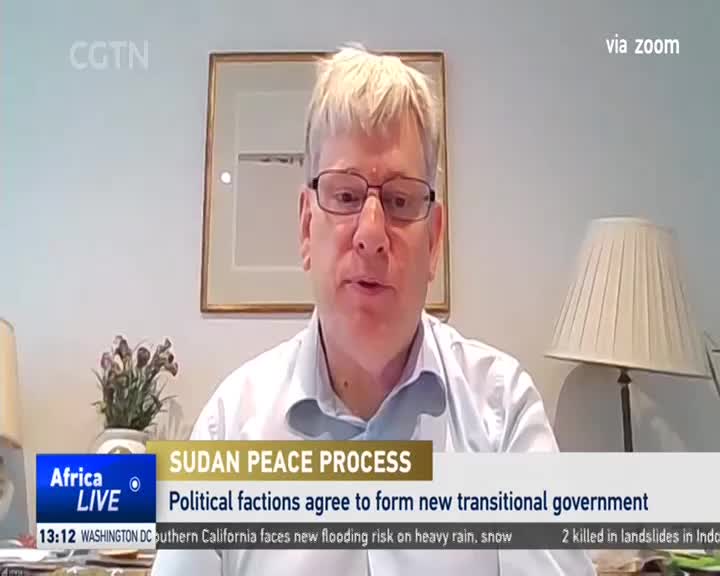 CGTN
via zoom
SUDAN PEACE PROCESS
Africa
LIVE
Political factions agree to form new transitional government
13:12 WASHINGTON DC outhern California faces new flooding risk on heavy rain, snow 2 killed in landslides in Indo